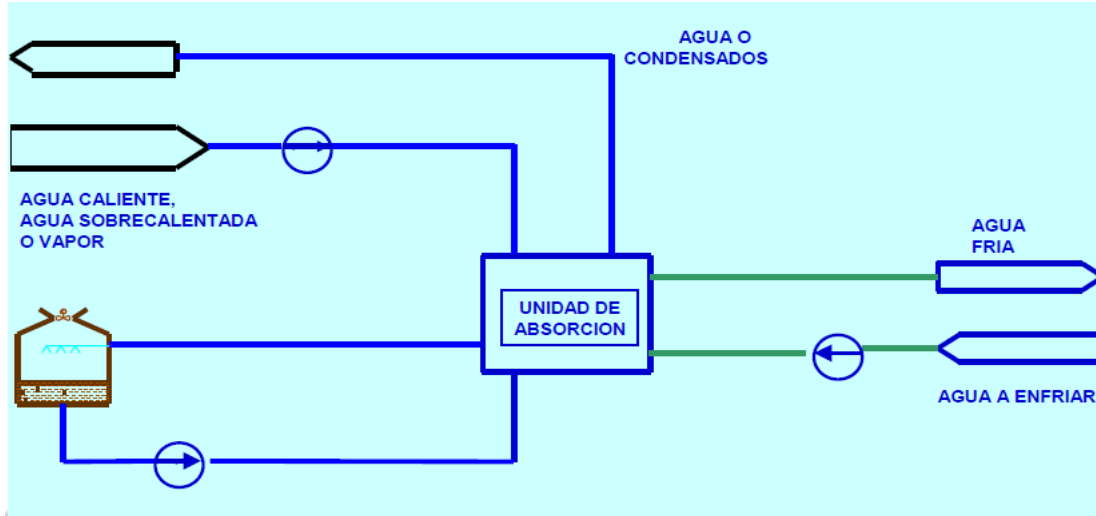 AGUA O
CONDENSADOS
AGUA CALIENTE,
AGUA SOBRECALENTADA
O VAPOR
AGUA
FRIA
UNIDAD DE
ABSORCION
AGUA A ENFRIAR